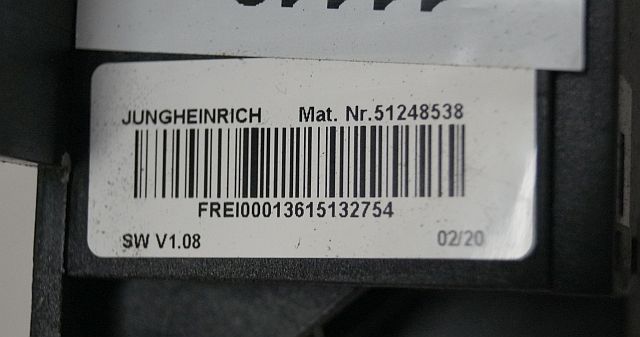 JUNGHEINRICH Mat. Nr.51248538
FREI00013615132754
SW V1.08 02/20